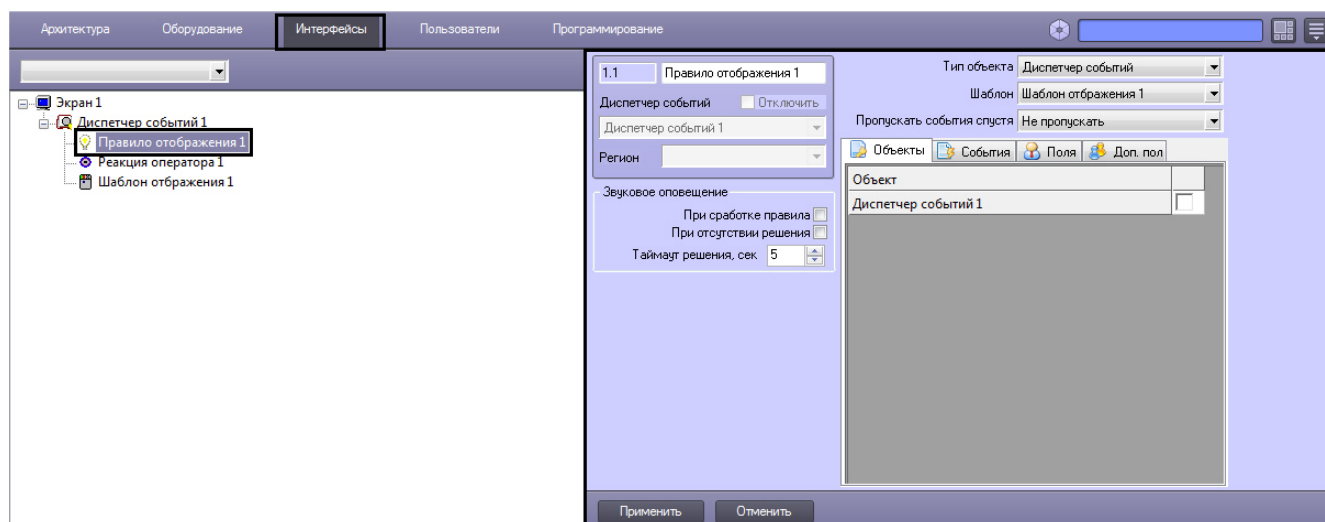 Архитектура Оборудование Интерфейсы Пользователи Программирование
Экран 1
Диспетчер событий 1
Правило отображения 1
Реакция оператора 1
Шаблон отбражения 1
1.1 Правило отображения 1
Диспетчер событий Отключить
Диспетчер событий 1
Регион
Звуковое оповещение
При сработке правила
При отсутствии решения
Таймаут решения, сек 5
Тип объекта Диспетчер событий
Шаблон Шаблон отбражения 1
Пропускать события спустя Не пропускать
Объекты События Поля Доп. пол
Объект
Диспетчер событий 1
Применить Отменить